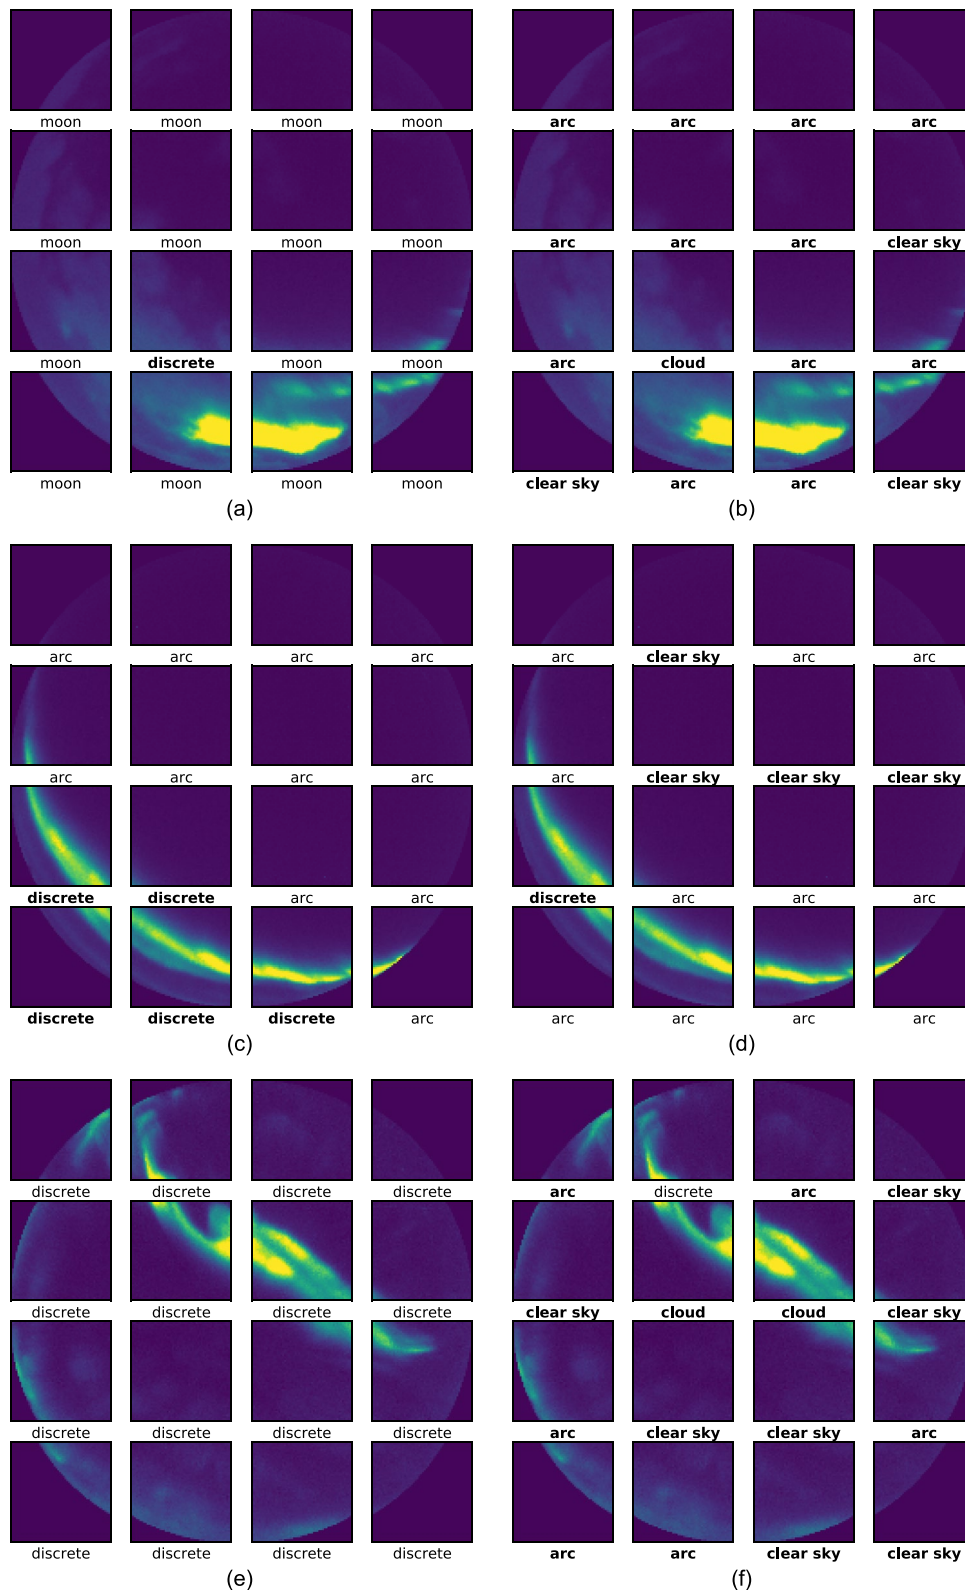 moon moon moon moon
moon moon moon moon
moon discrete moon moon
moon moon moon moon
(a)
arc arc arc arc
arc arc arc clear sky
arc cloud arc arc
clear sky arc arc clear sky
(b)
arc arc arc arc
arc arc arc arc
discrete discrete arc arc
discrete discrete discrete arc
(c)
arc clear sky arc arc
arc clear sky clear sky clear sky
discrete arc arc arc
arc arc arc arc
(d)
discrete discrete discrete discrete
discrete discrete discrete discrete
discrete discrete discrete discrete
discrete discrete discrete discrete
(e)
arc discrete arc clear sky
clear sky cloud cloud clear sky
arc clear sky clear sky arc
arc arc clear sky clear sky
(f)